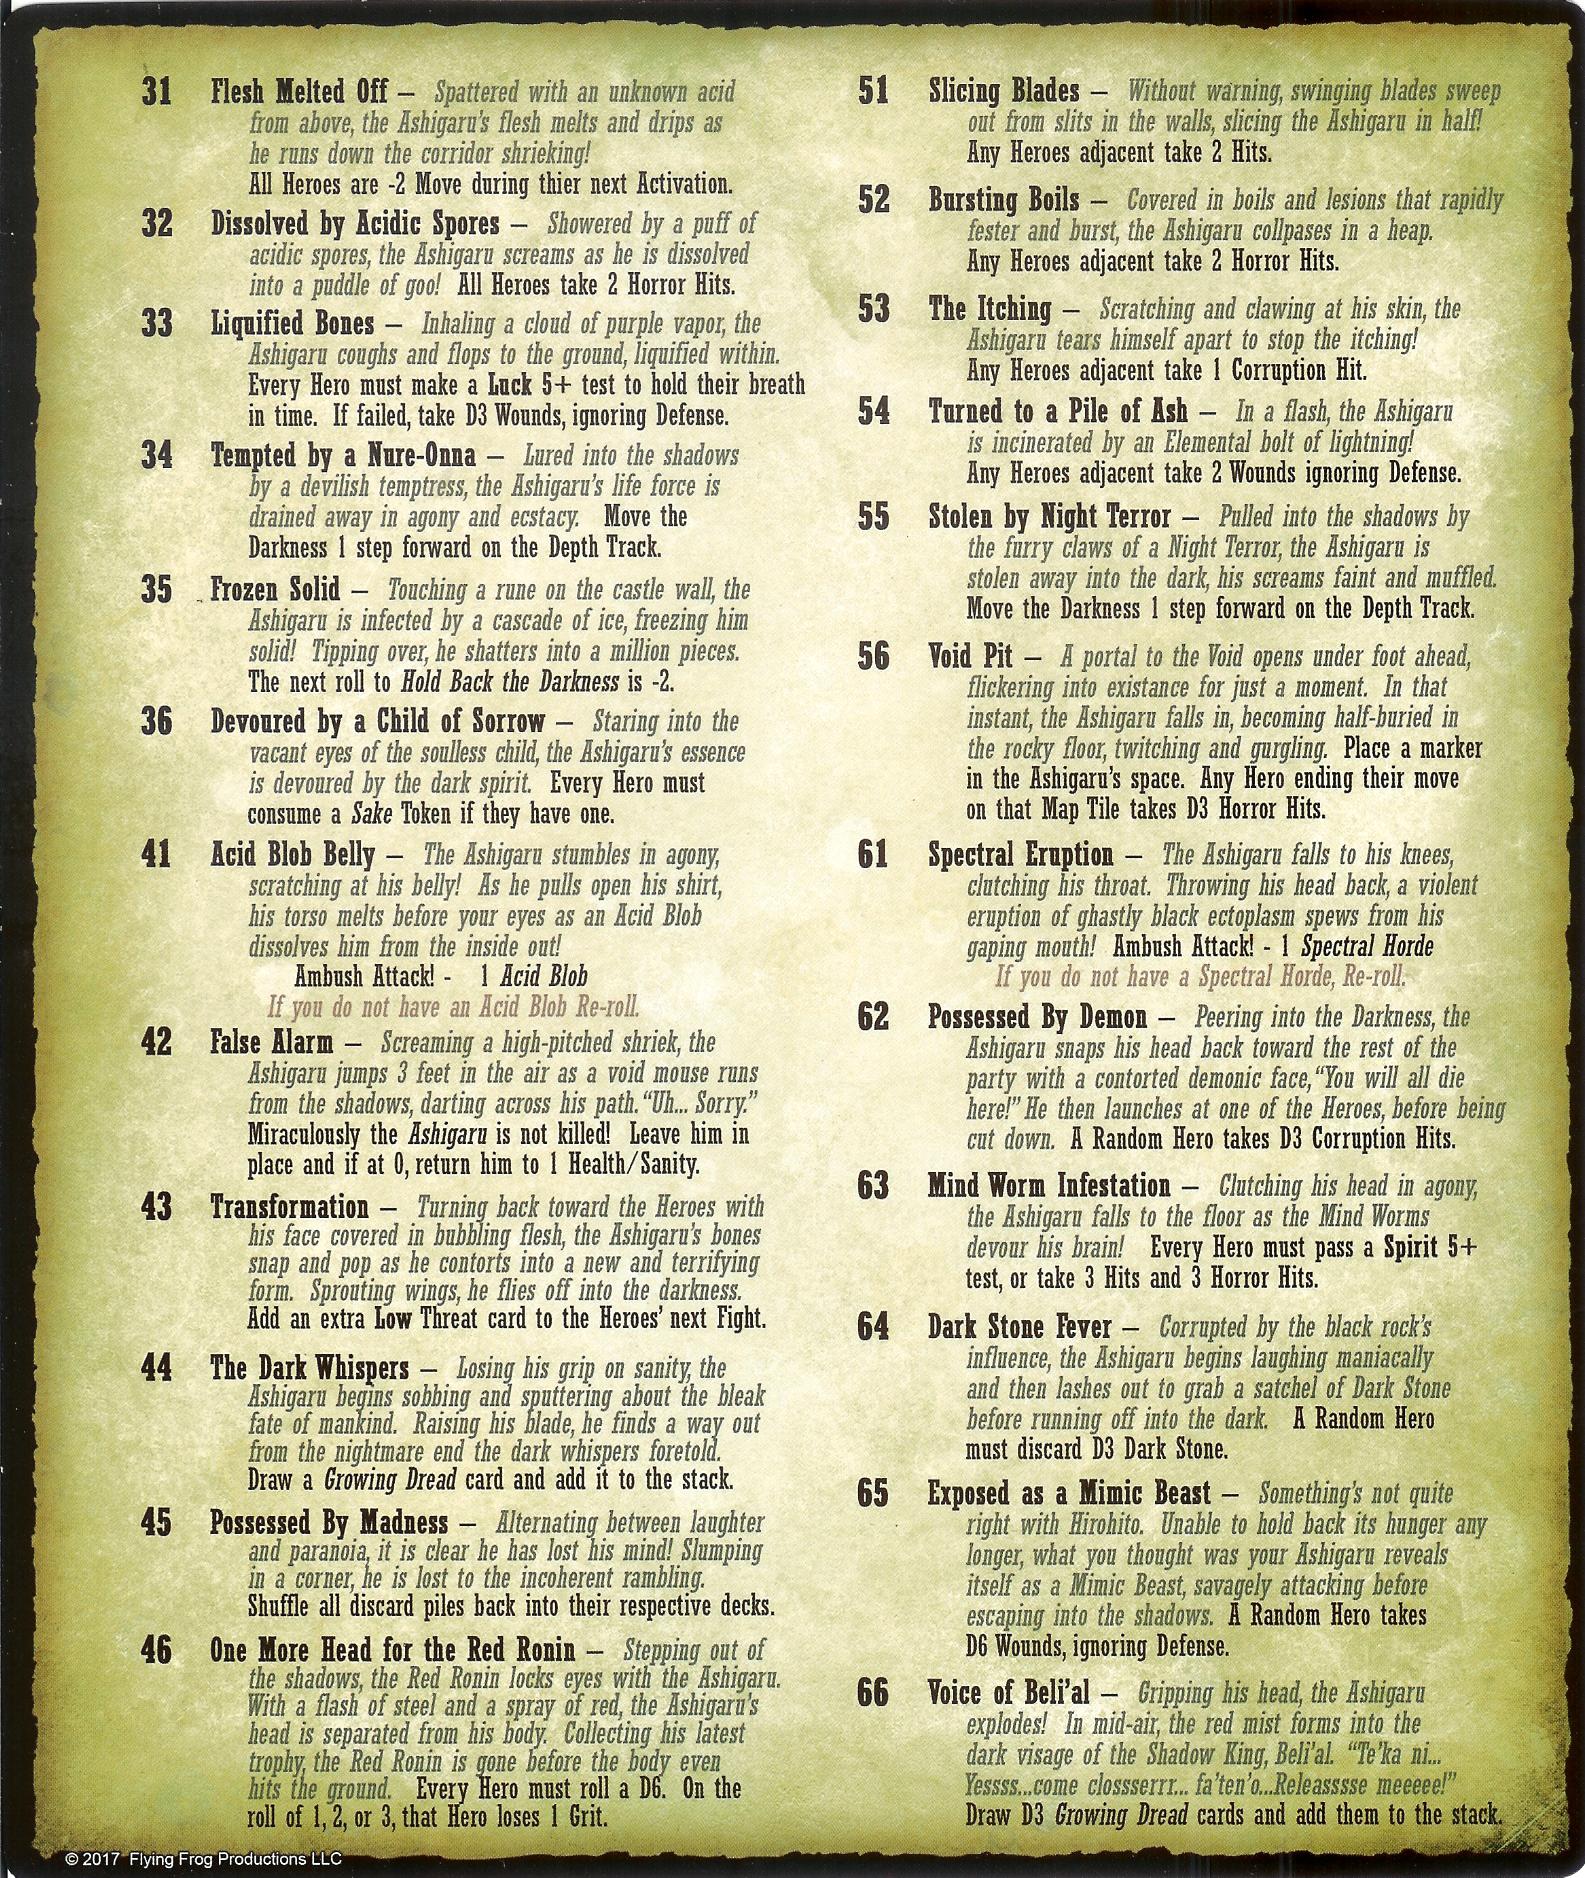 31 Flesh Melted Off – Spattered with an unknown acid
from above, the Ashigaru's flesh melts and drips as
he runs down the corridor shrieking!
All Heroes are -2 Move during thier next Activation.
32 Dissolved by Acidic Spores – Showered by a puff of
acidic spores, the Ashigaru screams as he is dissolved
into a puddle of goo! All Heroes take 2 Horror Hits.
33 Liquified Bones – Inhaling a cloud of purple vapor, the
Ashigaru coughs and flops to the ground, liquified within.
Every Hero must make a Luck 5+ test to hold their breath
in time. If failed, take D3 Wounds, ignoring Defense.
34 Tempted by a Nure-Onna – Lured into the shadows
by a devilish temptress, the Ashigaru's life force is
drained away in agony and ecstacy. Move the
Darkness 1 step forward on the Depth Track.
35 Frozen Solid – Touching a rune on the castle wall, the
Ashigaru is infected by a cascade of ice, freezing him
solid! Tipping over, he shatters into a million pieces.
The next roll to Hold Back the Darkness is -2.
36 Devoured by a Child of Sorrow – Staring into the
vacant eyes of the soulless child, the Ashigaru's essence
is devoured by the dark spirit. Every Hero must
consume a Sake Token if they have one.
41 Acid Blob Belly – The Ashigaru stumbles in agony,
scratching at his belly! As he pulls open his shirt,
his torso melts before your eyes as an Acid Blob
dissolves him from the inside out!
Ambush Attack! - 1 Acid Blob
If you do not have an Acid Blob Re-roll.
42 False Alarm – Screaming a high-pitched shriek, the
Ashigaru jumps 3 feet in the air as a void mouse runs
from the shadows, darting across his path. "Uh... Sorry."
Miraculously the Ashigaru is not killed! Leave him in
place and if at 0, return him to 1 Health/Sanity.
43 Transformation – Turning back toward the Heroes with
his face covered in bubbling flesh, the Ashigaru's bones
snap and pop as he contorts into a new and terrifying
form. Sprouting wings, he flies off into the darkness.
Add an extra Low Threat card to the Heroes' next Fight.
44 The Dark Whispers – Losing his grip on sanity, the
Ashigaru begins sobbing and sputtering about the bleak
fate of mankind. Raising his blade, he finds a way out
from the nightmare end the dark whispers foretold.
Draw a Growing Dread card and add it to the stack.
45 Possessed By Madness – Alternating between laughter
and paranoia, it is clear he has lost his mind! Slumping
in a corner, he is lost to the incoherent rambling.
Shuffle all discard piles back into their respective decks.
46 One More Head for the Red Ronin – Stepping out of
the shadows, the Red Ronin locks eyes with the Ashigaru.
With a flash of steel and a spray of red, the Ashigaru's
head is separated from his body. Collecting his latest
trophy, the Red Ronin is gone before the body even
hits the ground. Every Hero must roll a D6. On the
roll of 1, 2, or 3, that Hero loses 1 Grit.
51 Slicing Blades – Without warning, swinging blades sweep
out from slits in the walls, slicing the Ashigaru in half!
Any Heroes adjacent take 2 Hits.
52 Bursting Boils – Covered in boils and lesions that rapidly
fester and burst, the Ashigaru collpases in a heap.
Any Heroes adjacent take 2 Horror Hits.
53 The Itching – Scratching and clawing at his skin, the
Ashigaru tears himself apart to stop the itching!
Any Heroes adjacent take 1 Corruption Hit.
54 Turned to a Pile of Ash – In a flash, the Ashigaru
is incinerated by an Elemental bolt of lightning!
Any Heroes adjacent take 2 Wounds ignoring Defense.
55 Stolen by Night Terror – Pulled into the shadows by
the furry claws of a Night Terror, the Ashigaru is
stolen away into the dark, his screams faint and muffled.
Move the Darkness 1 step forward on the Depth Track.
56 Void Pit – A portal to the Void opens under foot ahead,
flickering into existance for just a moment. In that
instant, the Ashigaru falls in, becoming half-buried in
the rocky floor, twitching and gurgling. Place a marker
in the Ashigaru's space. Any Hero ending their move
on that Map Tile takes D3 Horror Hits.
61 Spectral Eruption – The Ashigaru falls to his knees,
clutching his throat. Throwing his head back, a violent
eruption of ghastly black ectoplasm spews from his
gaping mouth! Ambush Attack! - 1 Spectral Horde
If you do not have a Spectral Horde, Re-roll.
62 Possessed By Demon – Peering into the Darkness, the
Ashigaru snaps his head back toward the rest of the
party with a contorted demonic face, "You will all die
here!" He then launches at one of the Heroes, before being
cut down. A Random Hero takes D3 Corruption Hits.
63 Mind Worm Infestation – Clutching his head in agony,
the Ashigaru falls to the floor as the Mind Worms
devour his brain! Every Hero must pass a Spirit 5+
test, or take 3 Hits and 3 Horror Hits.
64 Dark Stone Fever – Corrupted by the black rock's
influence, the Ashigaru begins laughing maniacally
and then lashes out to grab a satchel of Dark Stone
before running off into the dark. A Random Hero
must discard D3 Dark Stone.
65 Exposed as a Mimic Beast – Something's not quite
right with Hirohito. Unable to hold back its hunger any
longer, what you thought was your Ashigaru reveals
itself as a Mimic Beast, savagely attacking before
escaping into the shadows. A Random Hero takes
D6 Wounds, ignoring Defense.
66 Voice of Beli'al – Gripping his head, the Ashigaru
explodes! In mid-air, the red mist forms into the
dark visage of the Shadow King, Beli'al. "Te'ka ni...
Yessss...come clossserrr... fa'ten'o...Releasssse meeeee!"
Draw D3 Growing Dread cards and add them to the stack.
© 2017 Flying Frog Productions LLC